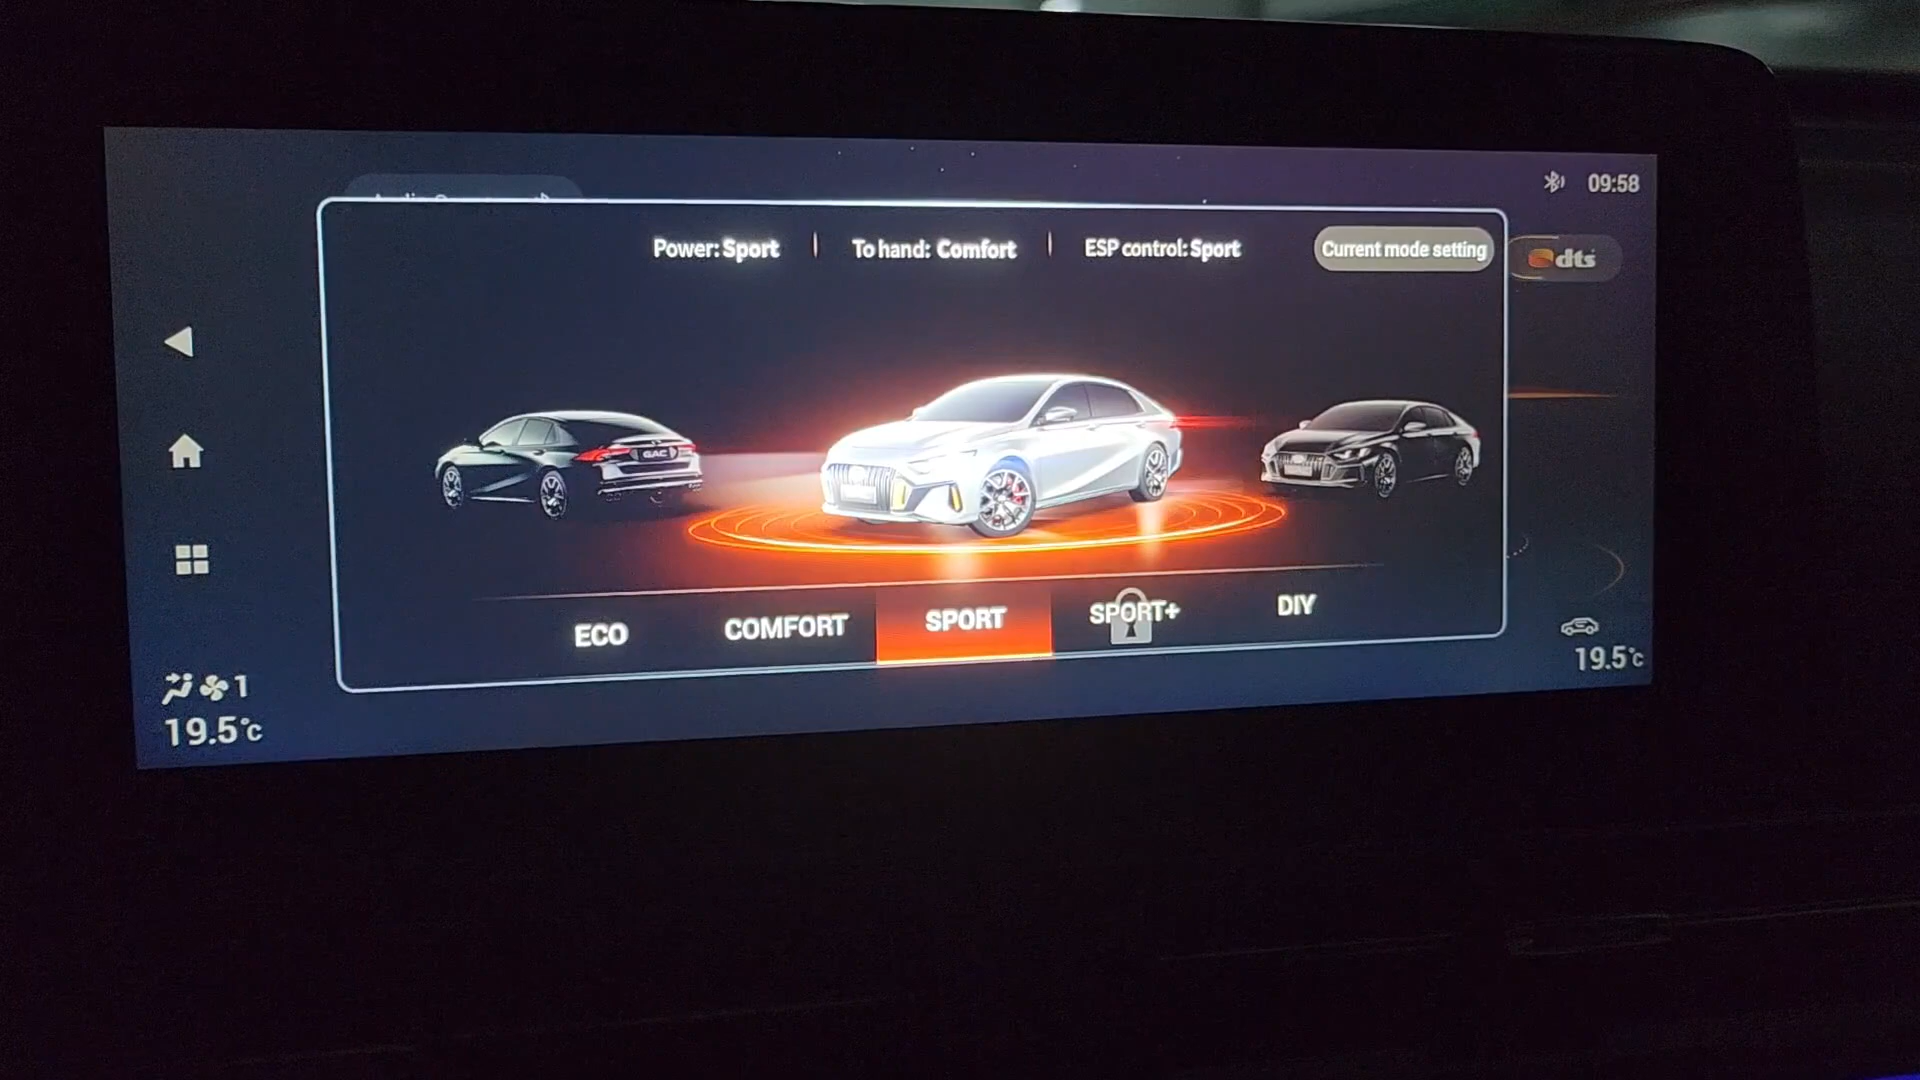 09:58
Power: Sport
To hand: Comfort
ESP control: Sport
Current mode setting
dts
GAC
ECO
COMFORT
SPORT
SPORT+
DIY
1
19.5°c
19.5°c